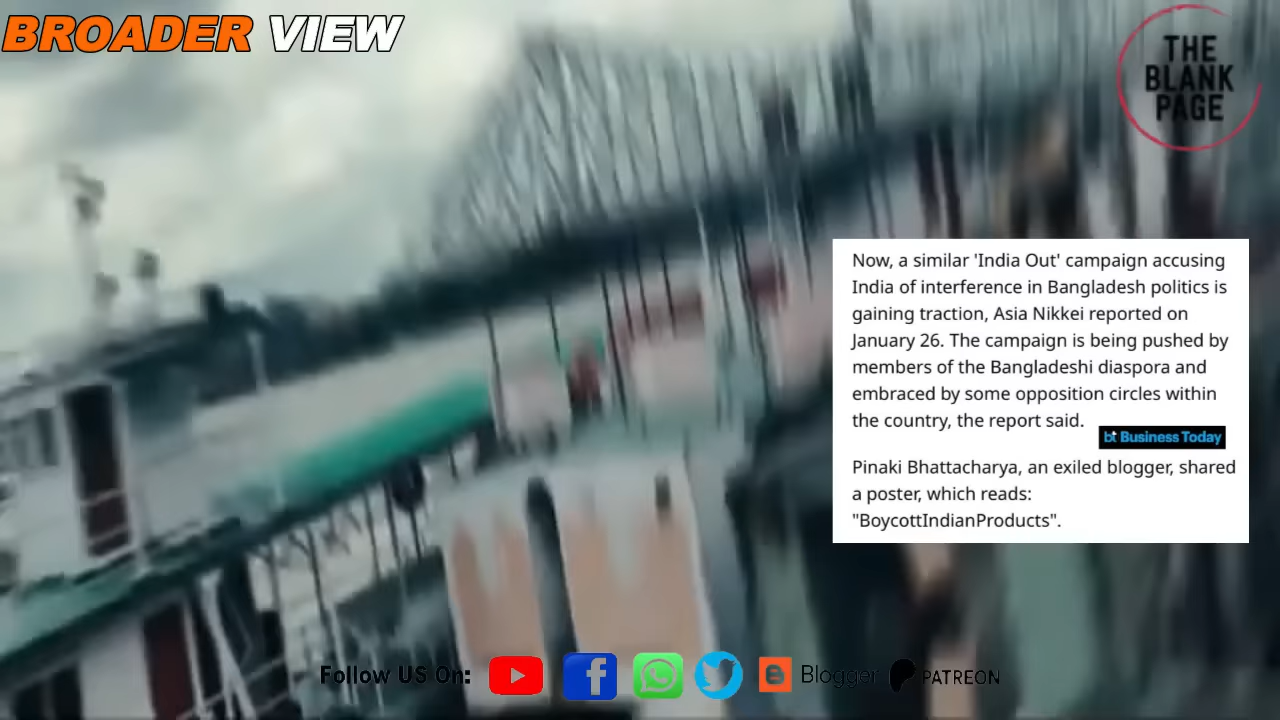 BROADER VIEW
THE
BLANK
PAGE
Now, a similar 'India Out' campaign accusing
India of interference in Bangladesh politics is
gaining traction, Asia Nikkei reported on
January 26. The campaign is being pushed by
members of the Bangladeshi diaspora and
embraced by some opposition circles within
the country, the report said.
bt Business Today
Pinaki Bhattacharya, an exiled blogger, shared
a poster, which reads:
"BoycottIndianProducts".
Follow US On: Blogger PATREON